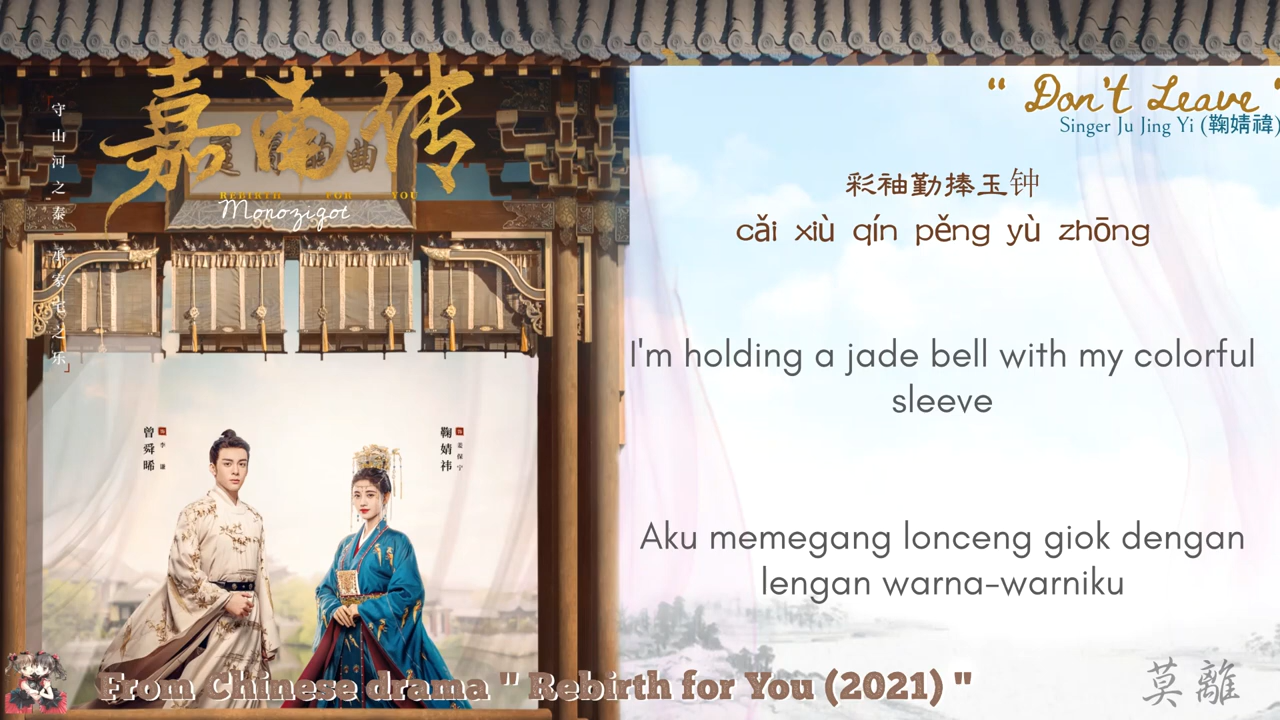 嘉南传
REBIRTH FOR YOU
Monozigot
守山河之泰
承家七之乐
曾舜晞
李谦
鞠婧祎
姜保宁
" Don't Leave "
Singer Ju Jing Yi (鞠婧禕)
彩袖勤捧玉钟
cǎi xiù qín pěng yù zhōng
I'm holding a jade bell with my colorful
sleeve
Aku memegang lonceng giok dengan
lengan warna-warniku
From Chinese drama " Rebirth for You (2021) "
莫離